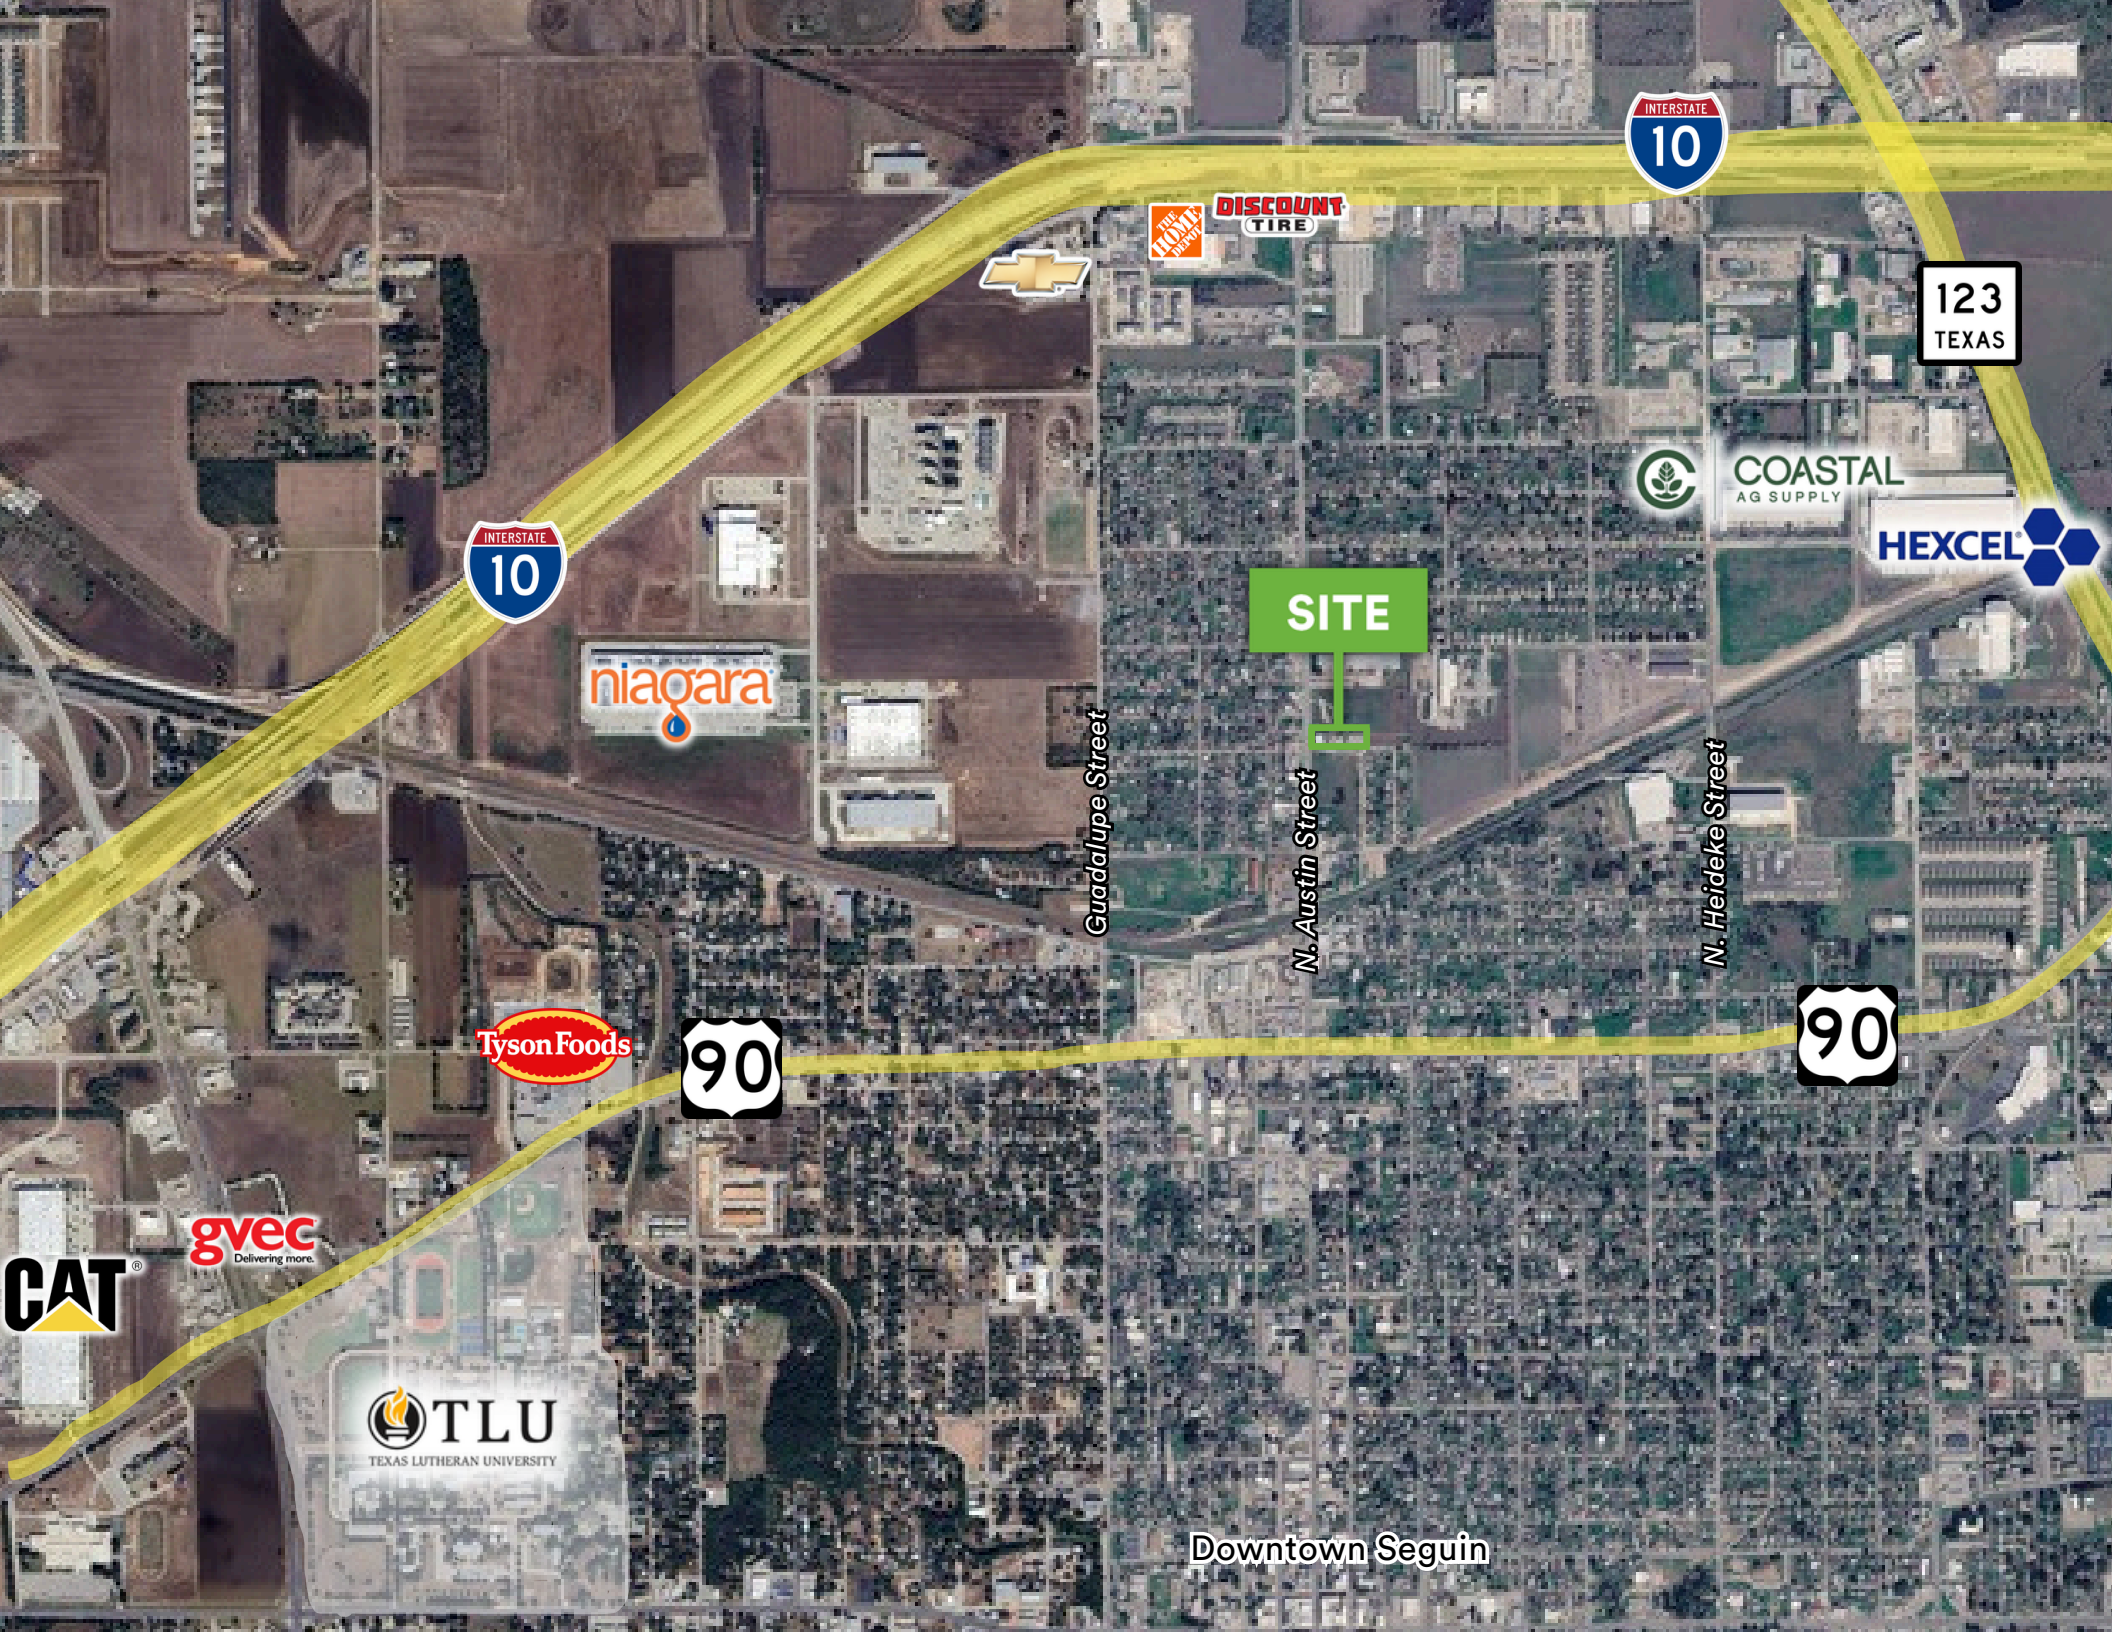 INTERSTATE
10
THE
HOME
DEPOT
DISCOUNT
TIRE
123
TEXAS
COASTAL
AG SUPPLY
HEXCEL
INTERSTATE
10
SITE
niagara
Guadalupe Street
N. Austin Street
N. Heideke Street
Tyson Foods
90
90
gvec
Delivering more.
CAT®
TLU
TEXAS LUTHERAN UNIVERSITY
Downtown Seguin